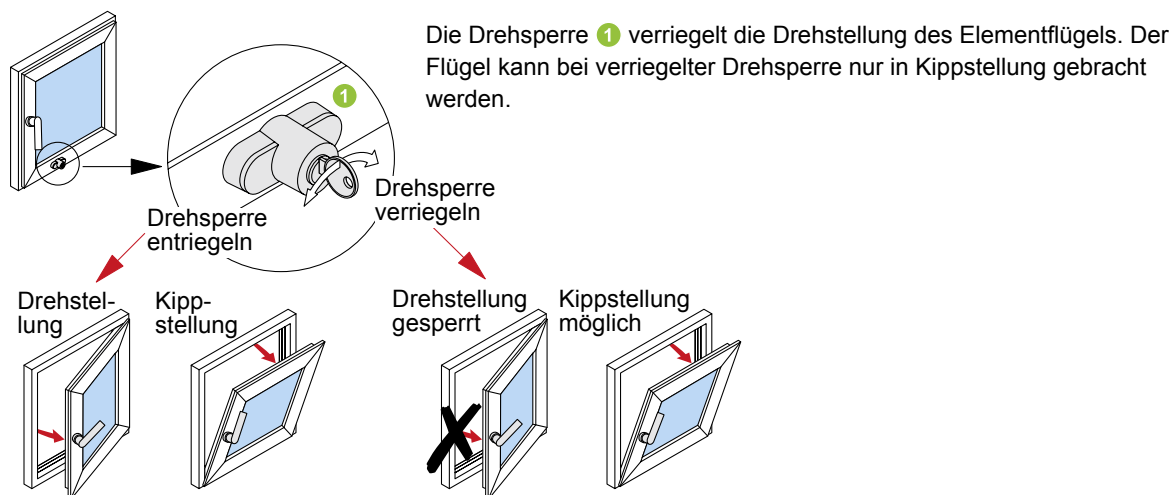 Die Drehsperre 1 verriegelt die Drehstellung des Elementflügels. Der
Flügel kann bei verriegelter Drehsperre nur in Kippstellung gebracht
werden.
1
Drehsperre
verriegeln
Drehsperre
entriegeln
Drehstel-
lung
Kipp-
stellung
Drehstellung
gesperrt
Kippstellung
möglich